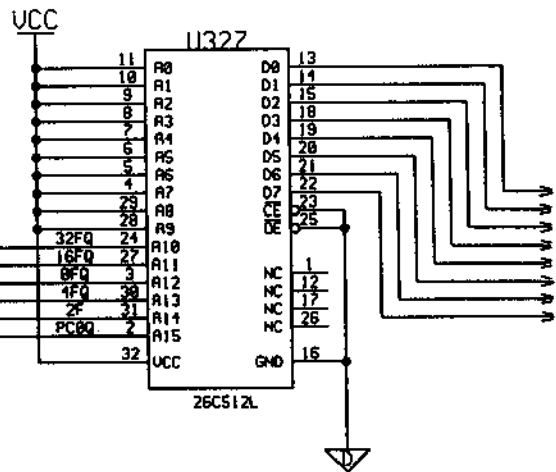 VCC
U327
11 A0 D0 13
10 A1 D1 14
9 A2 D2 15
8 A3 D3 18
7 A4 D4 19
6 A5 D5 20
5 A6 D6 21
4 A7 D7 22
29 A8 CE 23
28 A9 OE 25
32FQ 24 A10
16FQ 27 A11 NC 1
8FQ 3 A12 NC 12
4FQ 30 A13 NC 17
2F 31 A14 NC 26
PC0Q 2 A15
32 VCC GND 16
26C512L
D